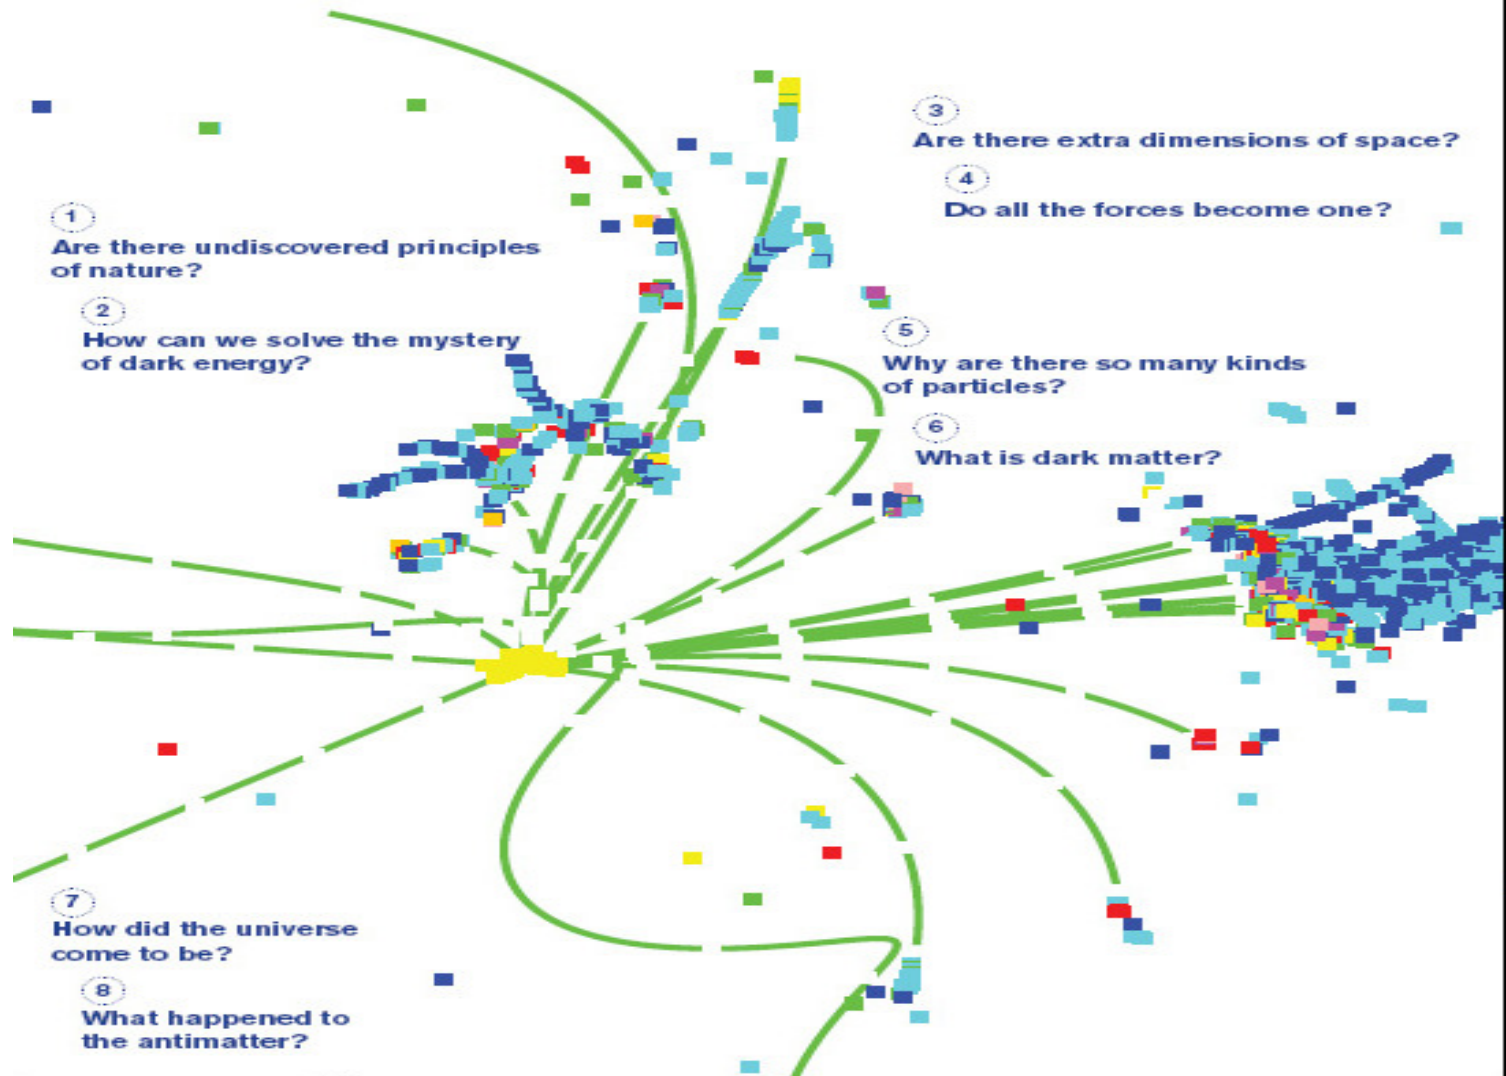 1
Are there undiscovered principles
of nature?
2
How can we solve the mystery
of dark energy?
3
Are there extra dimensions of space?
4
Do all the forces become one?
5
Why are there so many kinds
of particles?
6
What is dark matter?
7
How did the universe
come to be?
8
What happened to
the antimatter?